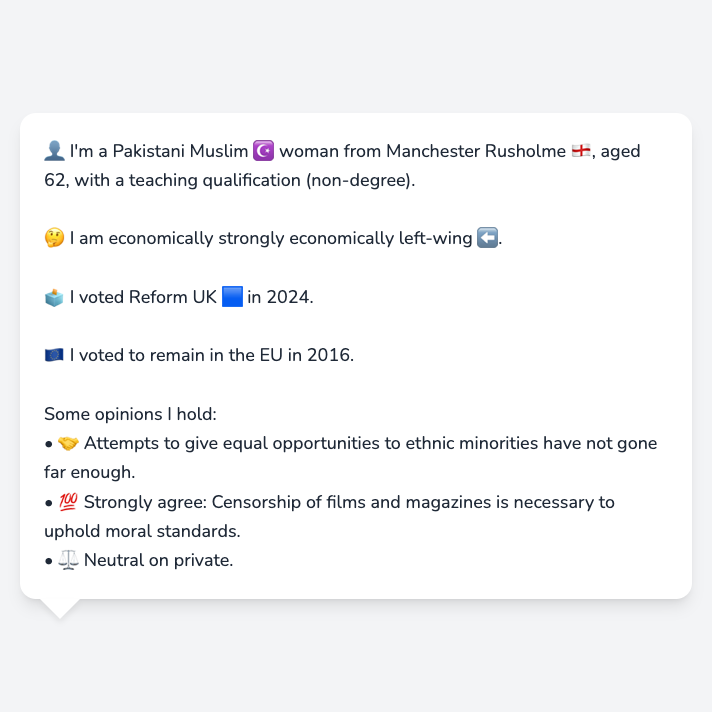 👤 I'm a Pakistani Muslim ☪️ woman from Manchester Rusholme 🏴󠁧󠁢󠁥󠁮󠁧󠁿, aged
62, with a teaching qualification (non-degree).
🤔 I am economically strongly economically left-wing ⬅️.
🗳️ I voted Reform UK 🟦 in 2024.
🇪🇺 I voted to remain in the EU in 2016.
Some opinions I hold:
• 🤝 Attempts to give equal opportunities to ethnic minorities have not gone
far enough.
• 💯 Strongly agree: Censorship of films and magazines is necessary to
uphold moral standards.
• ⚖️ Neutral on private.